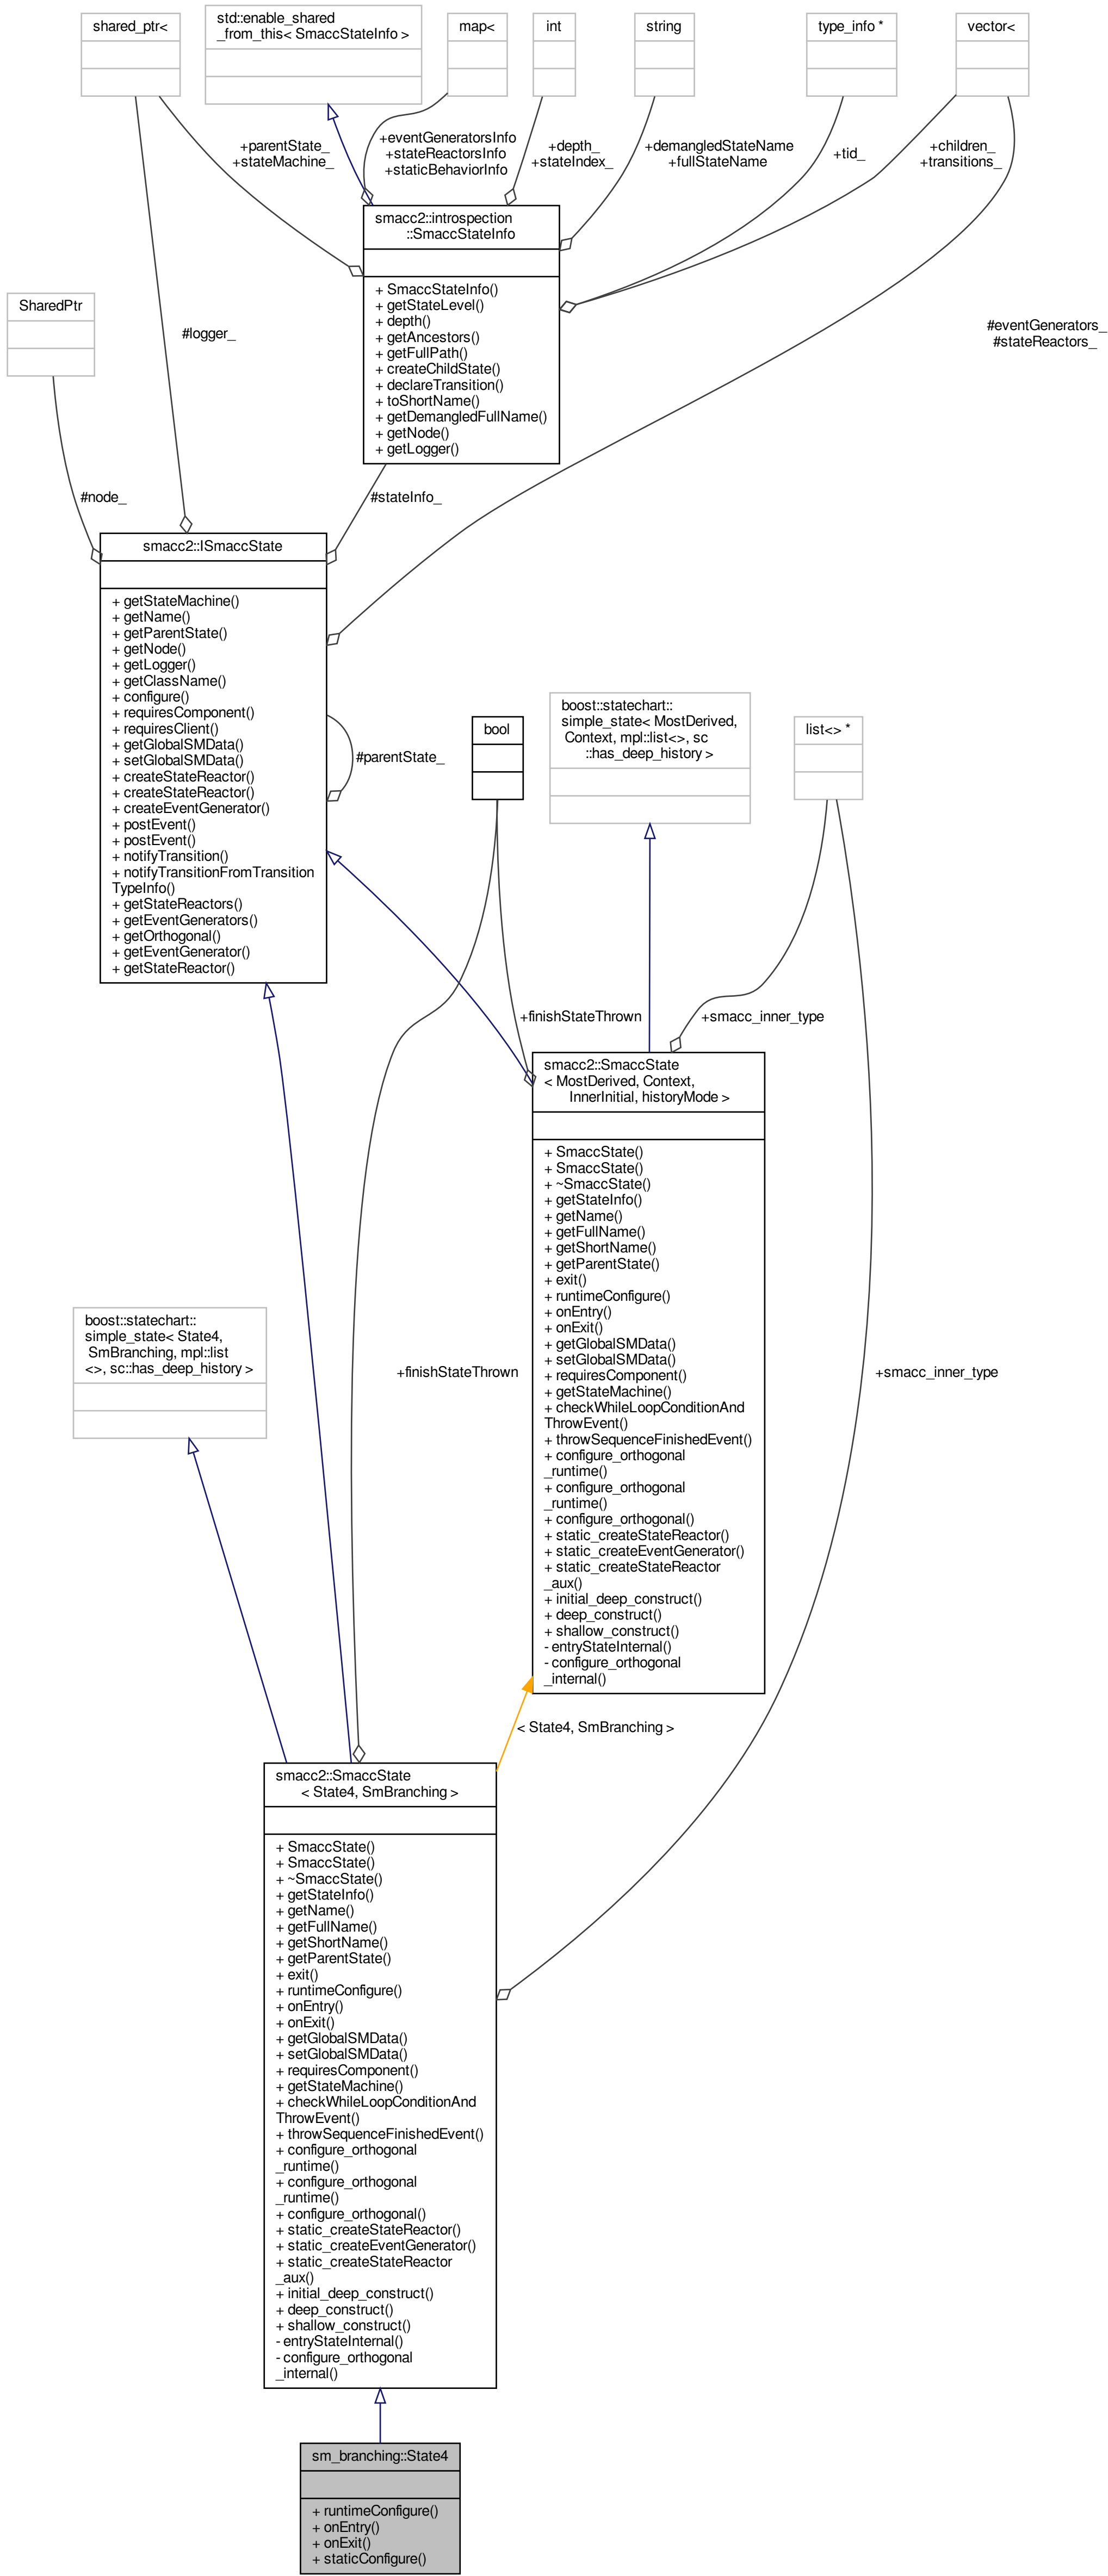 shared_ptr<
std::enable_shared
_from_this< SmaccStateInfo >
map<
int
string
type_info *
vector<
+parentState_
+stateMachine_
+eventGeneratorsInfo
+stateReactorsInfo
+staticBehaviorInfo
+depth_
+stateIndex_
+demangledStateName
+fullStateName
+tid_
+children_
+transitions_
smacc2::introspection
::SmaccStateInfo
+ SmaccStateInfo()
+ getStateLevel()
+ depth()
+ getAncestors()
+ getFullPath()
+ createChildState()
+ declareTransition()
+ toShortName()
+ getDemangledFullName()
+ getNode()
+ getLogger()
SharedPtr
#logger_
#eventGenerators_
#stateReactors_
#node_
#stateInfo_
smacc2::ISmaccState
+ getStateMachine()
+ getName()
+ getParentState()
+ getNode()
+ getLogger()
+ getClassName()
+ configure()
+ requiresComponent()
+ requiresClient()
+ getGlobalSMData()
+ setGlobalSMData()
+ createStateReactor()
+ createStateReactor()
+ createEventGenerator()
+ postEvent()
+ postEvent()
+ notifyTransition()
+ notifyTransitionFromTransition
TypeInfo()
+ getStateReactors()
+ getEventGenerators()
+ getOrthogonal()
+ getEventGenerator()
+ getStateReactor()
#parentState_
bool
boost::statechart::
simple_state< MostDerived,
Context, mpl::list<>, sc
::has_deep_history >
list<> *
+finishStateThrown
+smacc_inner_type
smacc2::SmaccState
< MostDerived, Context,
InnerInitial, historyMode >
+ SmaccState()
+ SmaccState()
+ ~SmaccState()
+ getStateInfo()
+ getName()
+ getFullName()
+ getShortName()
+ getParentState()
+ exit()
+ runtimeConfigure()
+ onEntry()
+ onExit()
+ getGlobalSMData()
+ setGlobalSMData()
+ requiresComponent()
+ getStateMachine()
+ checkWhileLoopConditionAnd
ThrowEvent()
+ throwSequenceFinishedEvent()
+ configure_orthogonal
_runtime()
+ configure_orthogonal
_runtime()
+ configure_orthogonal()
+ static_createStateReactor()
+ static_createEventGenerator()
+ static_createStateReactor
_aux()
+ initial_deep_construct()
+ deep_construct()
+ shallow_construct()
- entryStateInternal()
- configure_orthogonal
_internal()
boost::statechart::
simple_state< State4,
SmBranching, mpl::list
<>, sc::has_deep_history >
+finishStateThrown
+smacc_inner_type
< State4, SmBranching >
smacc2::SmaccState
< State4, SmBranching >
+ SmaccState()
+ SmaccState()
+ ~SmaccState()
+ getStateInfo()
+ getName()
+ getFullName()
+ getShortName()
+ getParentState()
+ exit()
+ runtimeConfigure()
+ onEntry()
+ onExit()
+ getGlobalSMData()
+ setGlobalSMData()
+ requiresComponent()
+ getStateMachine()
+ checkWhileLoopConditionAnd
ThrowEvent()
+ throwSequenceFinishedEvent()
+ configure_orthogonal
_runtime()
+ configure_orthogonal
_runtime()
+ configure_orthogonal()
+ static_createStateReactor()
+ static_createEventGenerator()
+ static_createStateReactor
_aux()
+ initial_deep_construct()
+ deep_construct()
+ shallow_construct()
- entryStateInternal()
- configure_orthogonal
_internal()
sm_branching::State4
+ runtimeConfigure()
+ onEntry()
+ onExit()
+ staticConfigure()